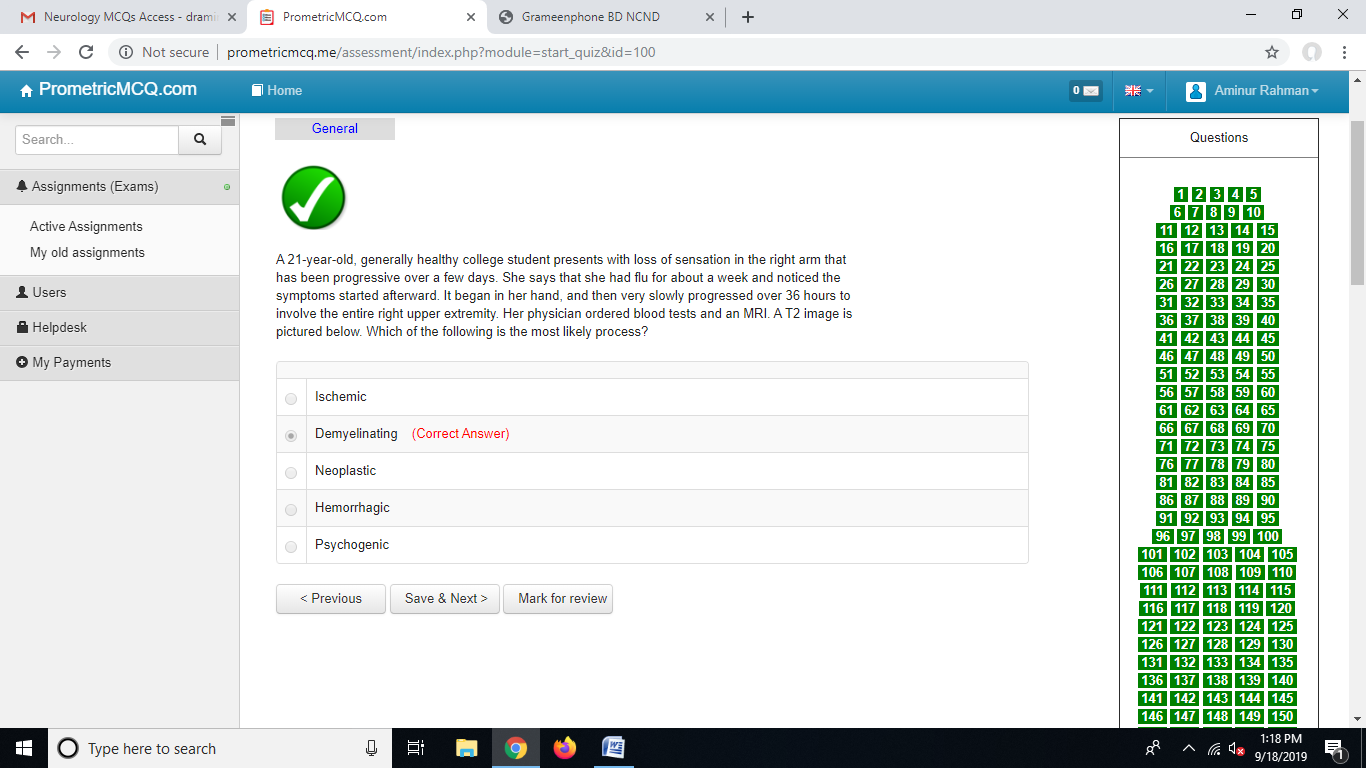 Neurology MCQs Access - drami
PrometricMCQ.com
Grameenphone BD NCND
Not secure
prometricmcq.me/assessment/index.php?module=start_quiz&id=100
PrometricMCQ.com
Home
0
Aminur Rahman
Search...
Assignments (Exams)
Active Assignments
My old assignments
Users
Helpdesk
My Payments
General
A 21-year-old, generally healthy college student presents with loss of sensation in the right arm that
has been progressive over a few days. She says that she had flu for about a week and noticed the
symptoms started afterward. It began in her hand, and then very slowly progressed over 36 hours to
involve the entire right upper extremity. Her physician ordered blood tests and an MRI. A T2 image is
pictured below. Which of the following is the most likely process?
Ischemic
Demyelinating (Correct Answer)
Neoplastic
Hemorrhagic
Psychogenic
< Previous
Save & Next >
Mark for review
Questions
1 2 3 4 5
6 7 8 9 10
11 12 13 14 15
16 17 18 19 20
21 22 23 24 25
26 27 28 29 30
31 32 33 34 35
36 37 38 39 40
41 42 43 44 45
46 47 48 49 50
51 52 53 54 55
56 57 58 59 60
61 62 63 64 65
66 67 68 69 70
71 72 73 74 75
76 77 78 79 80
81 82 83 84 85
86 87 88 89 90
91 92 93 94 95
96 97 98 99 100
101 102 103 104 105
106 107 108 109 110
111 112 113 114 115
116 117 118 119 120
121 122 123 124 125
126 127 128 129 130
131 132 133 134 135
136 137 138 139 140
141 142 143 144 145
146 147 148 149 150
Type here to search
1:18 PM
9/18/2019
1